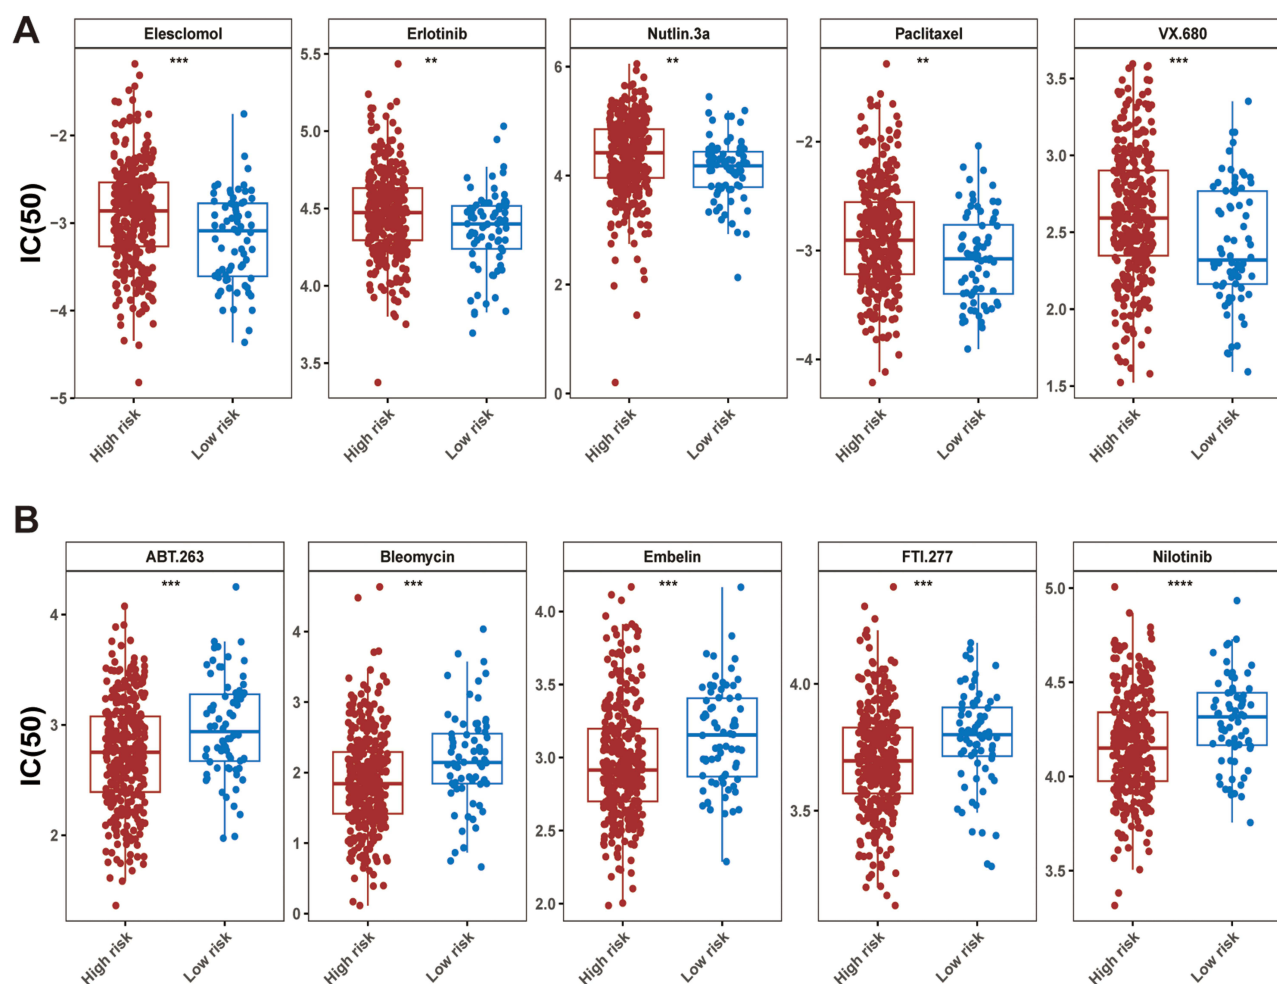 A
Elesclomol
Erlotinib
Nutlin.3a
Paclitaxel
VX.680
***
**
**
**
***
IC(50)
−2
−3
−4
−5
5.5
5.0
4.5
4.0
3.5
6
4
2
0
−2
−3
−4
3.5
3.0
2.5
2.0
1.5
High risk
Low risk
High risk
Low risk
High risk
Low risk
High risk
Low risk
High risk
Low risk
B
ABT.263
Bleomycin
Embelin
FTI.277
Nilotinib
***
***
***
***
****
IC(50)
4
3
2
4
3
2
1
0
4.0
3.5
3.0
2.5
2.0
4.0
3.5
5.0
4.5
4.0
3.5
High risk
Low risk
High risk
Low risk
High risk
Low risk
High risk
Low risk
High risk
Low risk